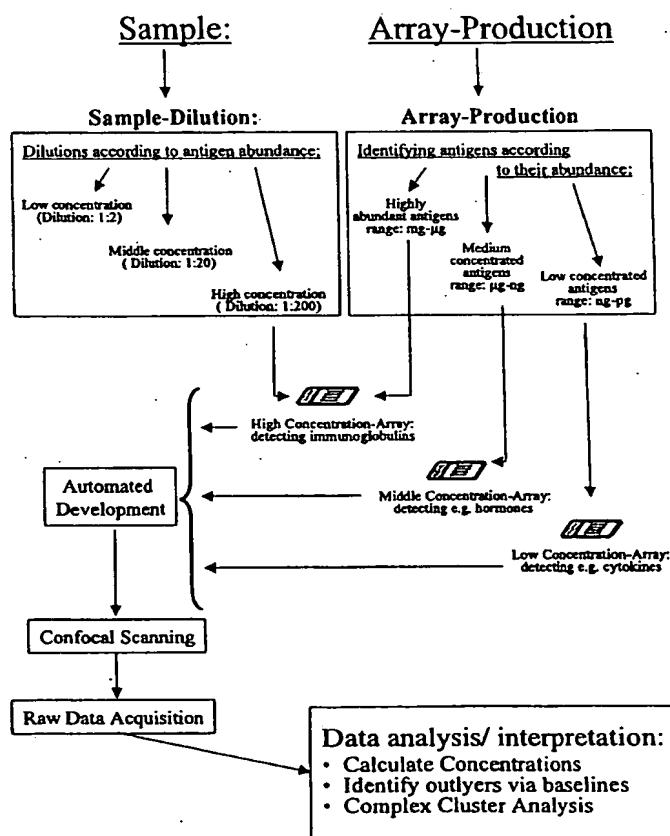 Sample:
Array-Production
Sample-Dilution:
Array-Production
Dilutions according to antigen abundance:
Low concentration
(Dilution: 1:2)
Middle concentration
( Dilution: 1:20)
High concentration
( Dilution: 1:200)
Identifying antigens according
to their abundance:
Highly
abundant antigens
range: mg-µg
Medium
concentrated
antigens
range: µg-ng
Low concentrated
antigens
range: ng-pg
High Concentration-Array:
detecting immunoglobulins
Middle Concentration-Array:
detecting e.g. hormones
Low Concentration-Array:
detecting e.g. cytokines
Automated
Development
Confocal Scanning
Raw Data Acquisition
Data analysis/ interpretation:
• Calculate Concentrations
• Identify outlyers via baselines
• Complex Cluster Analysis